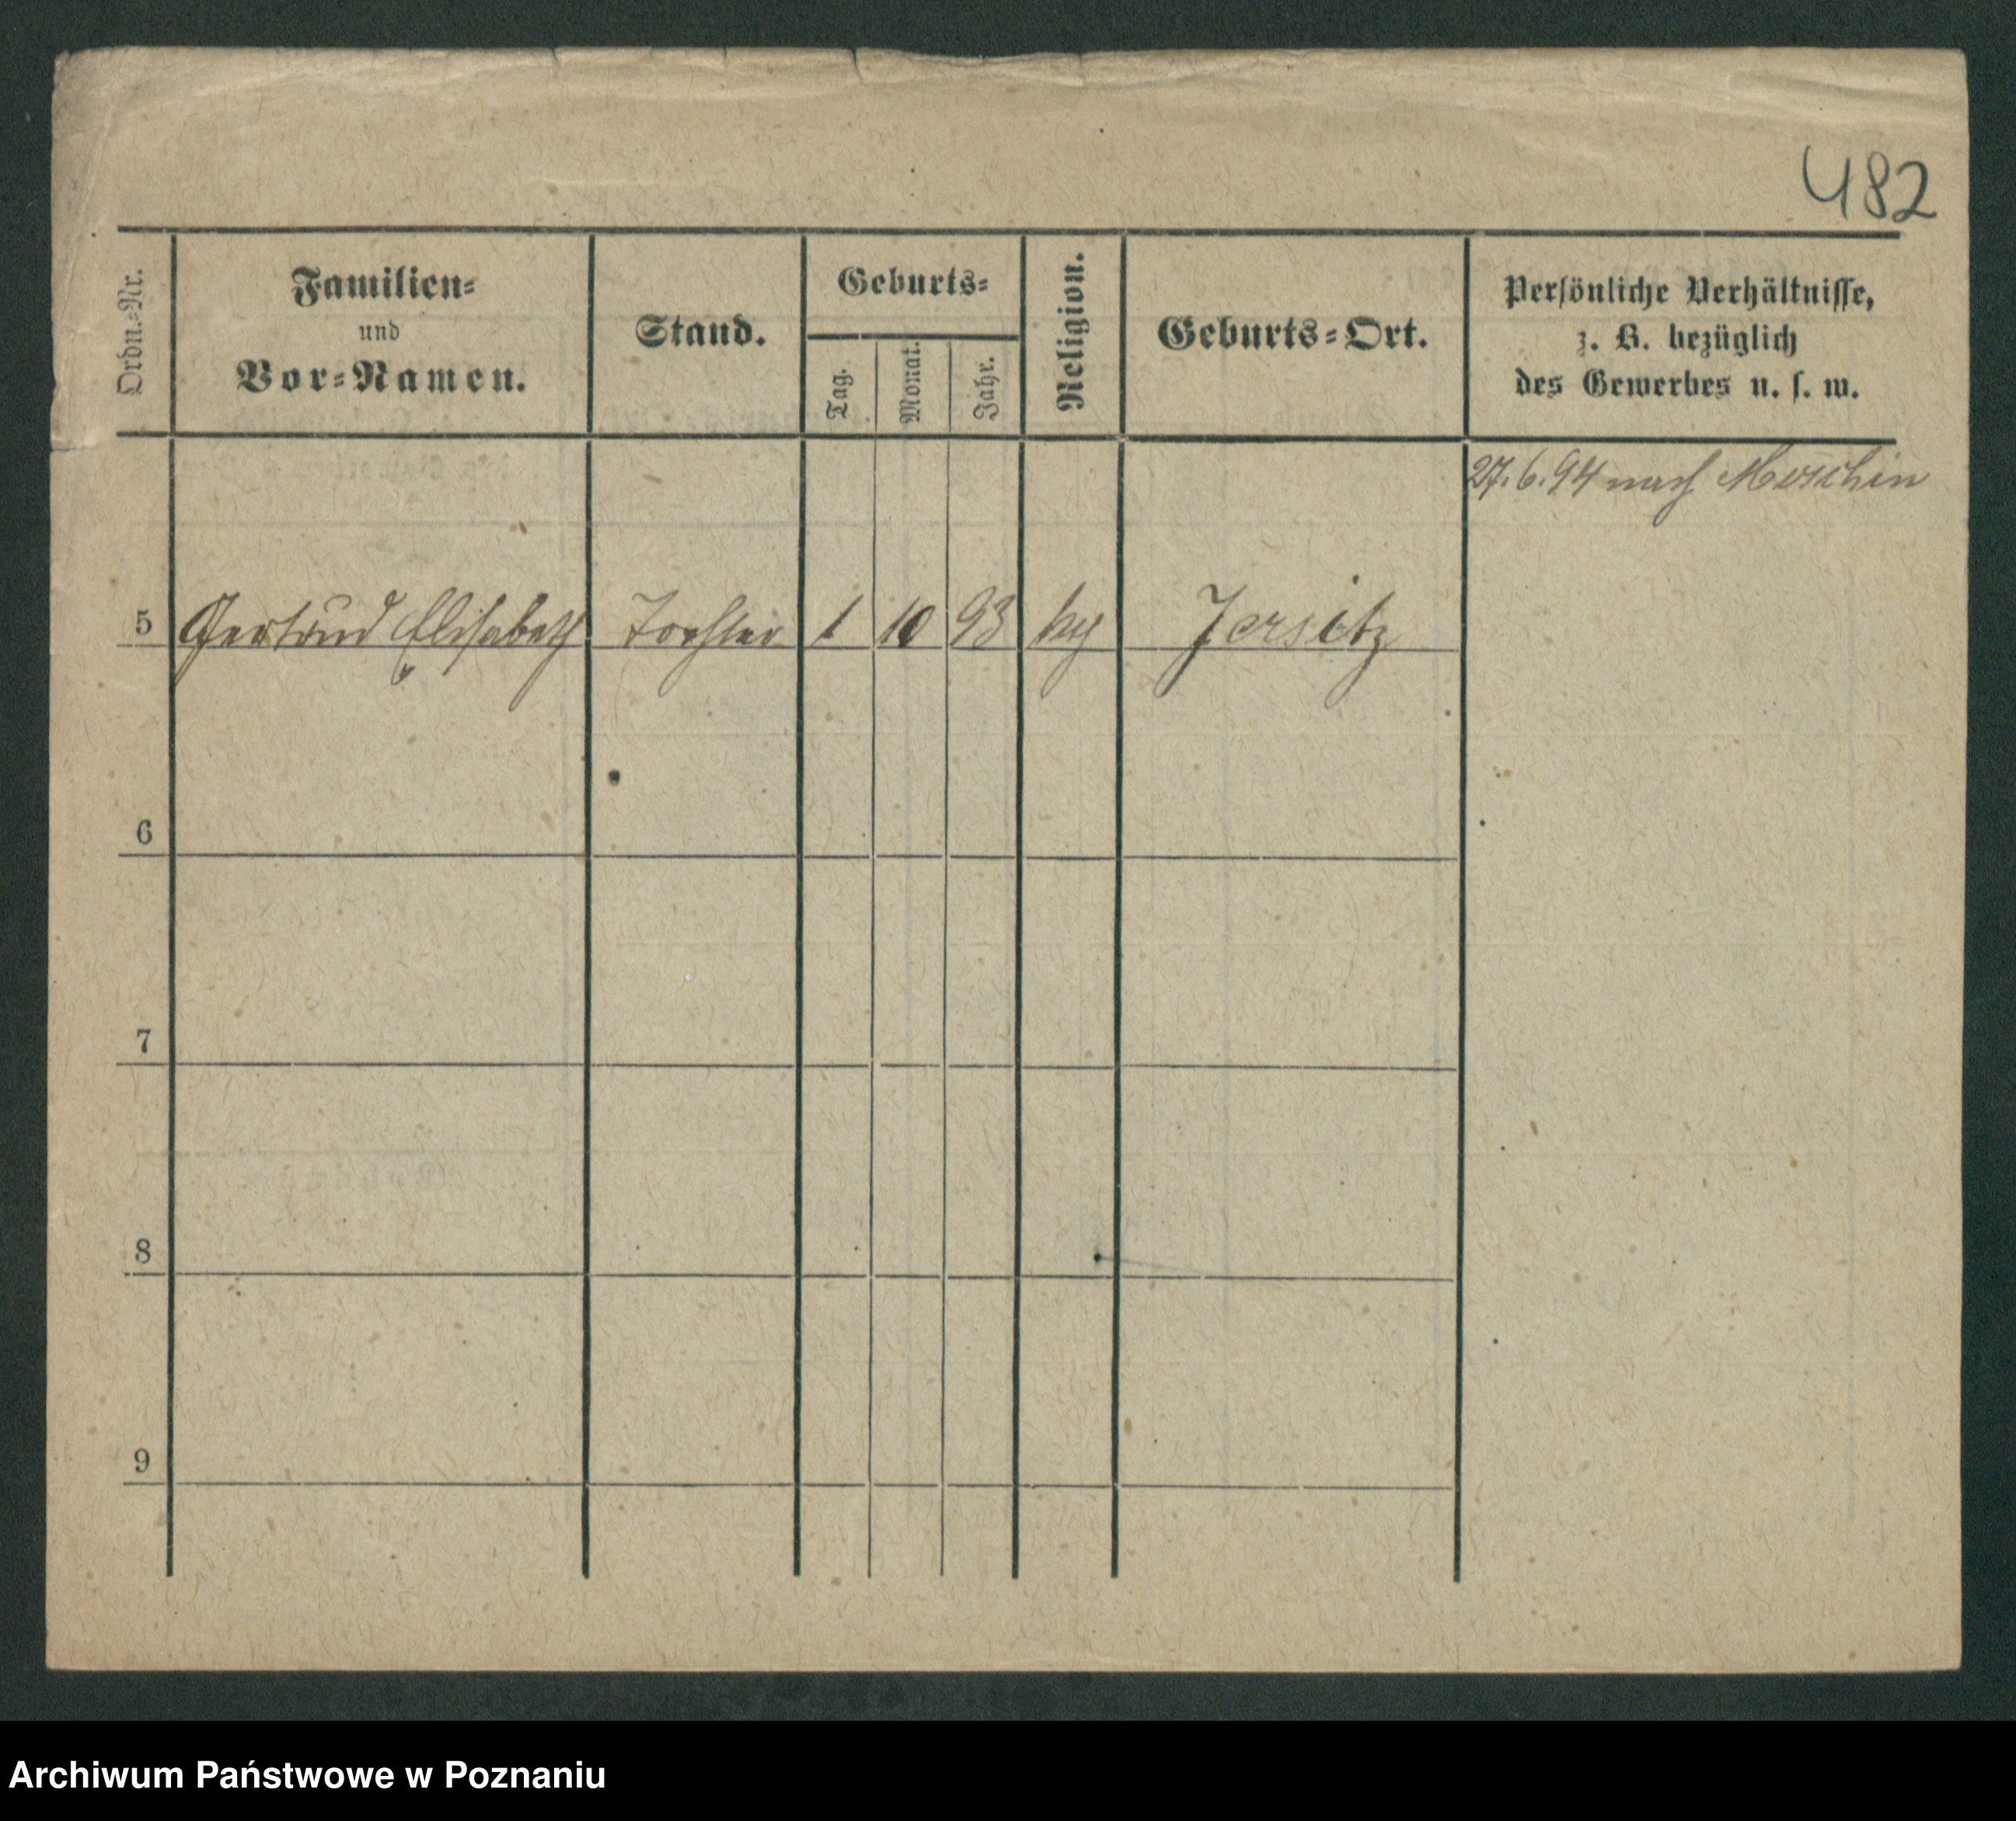 482
Ordn.-Nr.
Familien-
und
Vor-Namen.
Stand.
Geburts-
Tag.
Monat.
Jahr.
Religion.
Geburts-Ort.
Persönliche Verhältnisse,
z. B. bezüglich
des Gewerbes u. s. w.
27.6.94 nach Moschin
5 Gertrud Elisabeth Tochter 1 10 93 Jersitz
6
7
8
9
Archiwum Państwowe w Poznaniu